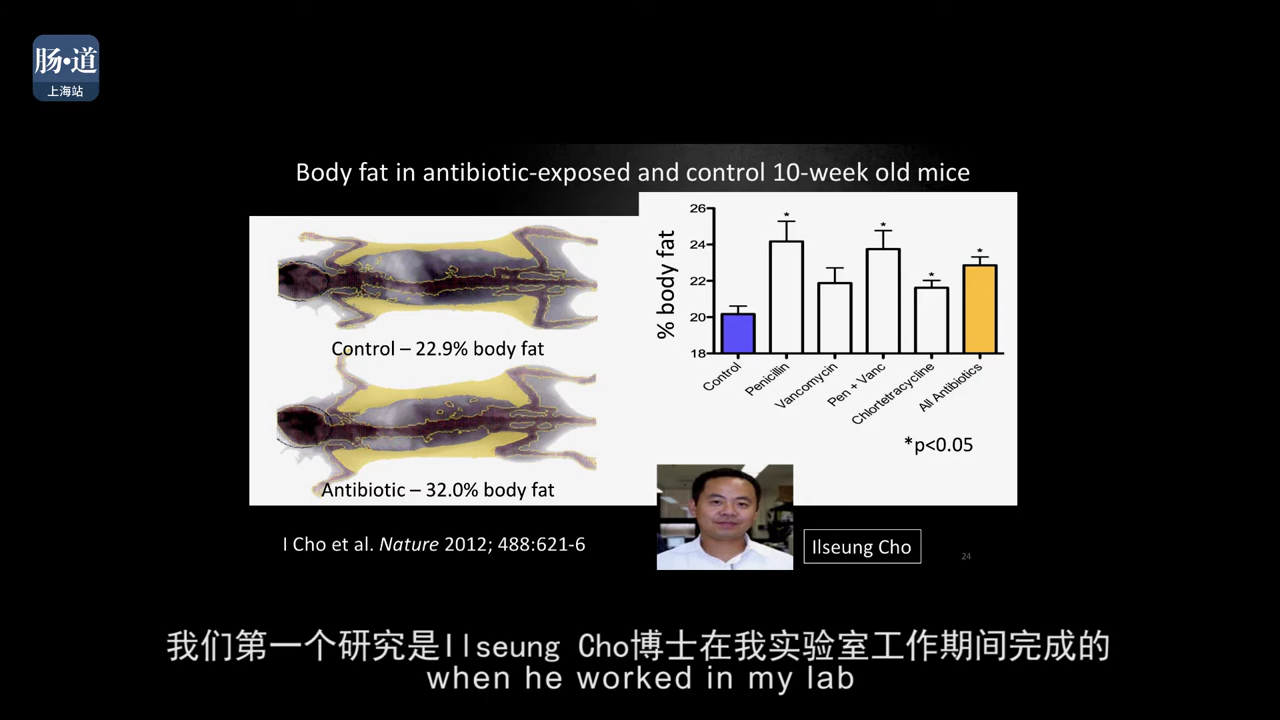 肠·道
上海站
Body fat in antibiotic-exposed and control 10-week old mice
Control – 22.9% body fat
Antibiotic – 32.0% body fat
% body fat
26
24
22
20
18
*
*
*
*
Control
Penicillin
Vancomycin
Pen + Vanc
Chlortetracycline
All Antibiotics
*p<0.05
I Cho et al. Nature 2012; 488:621-6
Ilseung Cho
24
我们第一个研究是Ilseung Cho博士在我实验室工作期间完成的
when he worked in my lab